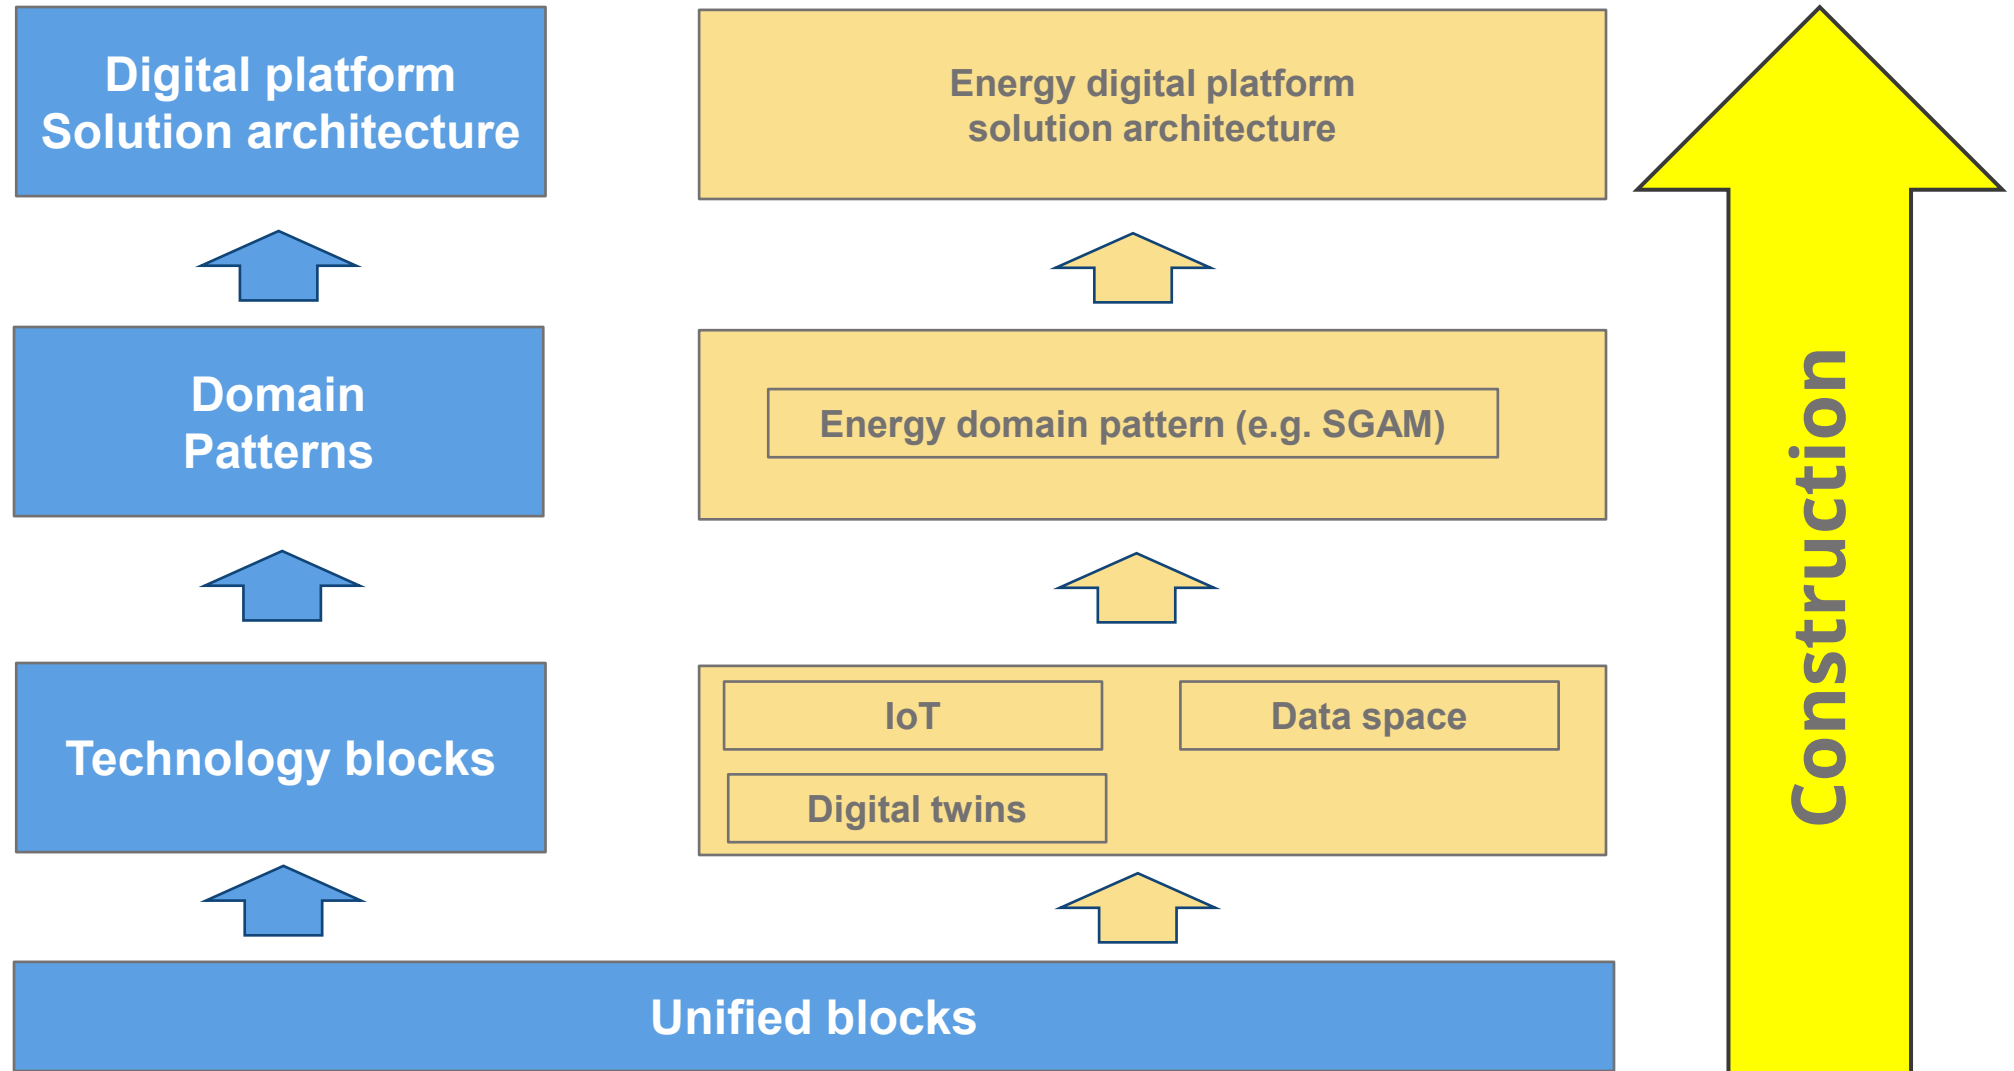 Digital platform
Solution architecture
Energy digital platform
solution architecture
Domain
Patterns
Energy domain pattern (e.g. SGAM)
Technology blocks
IoT
Data space
Digital twins
Unified blocks
Construction